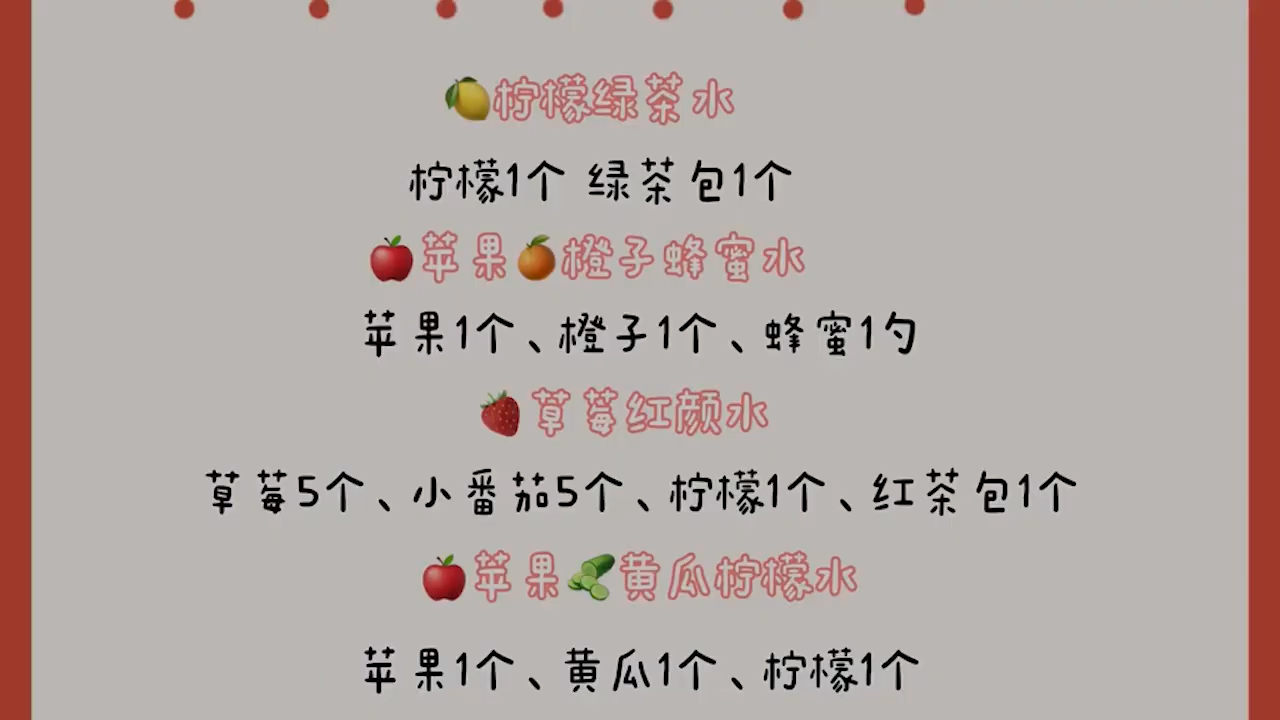 🍋柠檬绿茶水
柠檬1个 绿茶包1个
🍎苹果🍊橙子蜂蜜水
苹果1个、橙子1个、蜂蜜1勺
🍓草莓红颜水
草莓5个、小番茄5个、柠檬1个、红茶包1个
🍎苹果🥒黄瓜柠檬水
苹果1个、黄瓜1个、柠檬1个